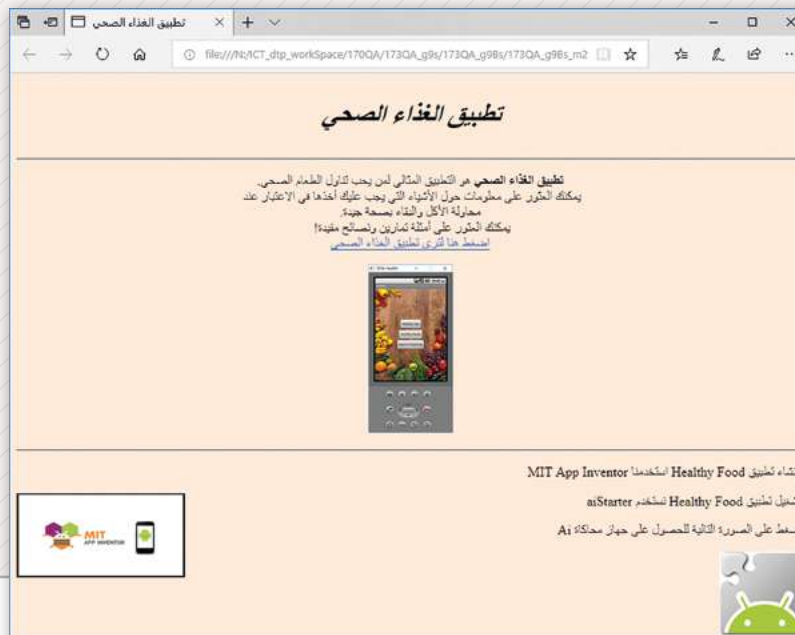 تطبيق الغذاء الصحي
file:///N:/ICT_dtp_workSpace/170QA/173QA_g9s/173QA_g9Bs/173QA_g9Bs_m2
تطبيق الغذاء الصحي
تطبيق الغذاء الصحي هو التطبيق المثالي لمن يحب تناول الطعام الصحي.
يمكنك العثور على معلومات حول الأشياء التي يجب عليك أخذها في الاعتبار عند
محاولة الأكل والبقاء بصحة جيدة.
يمكنك العثور على أمثلة تمارين ونصائح مفيدة!
اضغط هنا لترى تطبيق الغذاء الصحي
تطبيق Healthy Food استخدمنا MIT App Inventor
تطبيق Healthy Food نستخدم aiStarter
على الصورة التالية للحصول على جهاز محاكاة Ai
MIT
APP INVENTOR